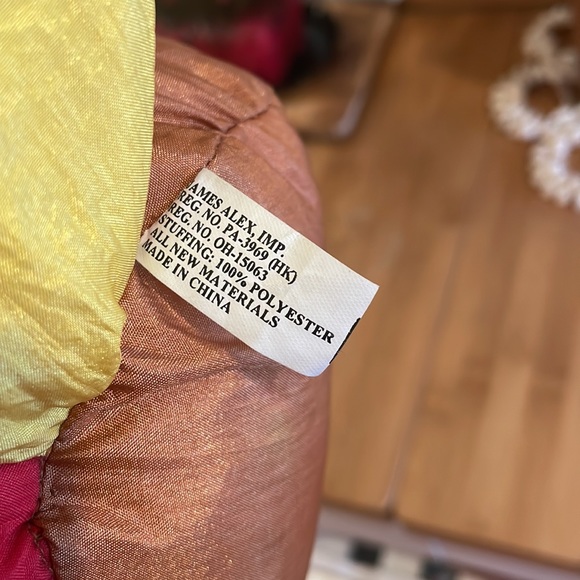 AMES ALEX. IMP.
REG. NO. PA-3969 (HK)
REG. NO. OH-15063
STUFFING: 100% POLYESTER
ALL NEW MATERIALS
MADE IN CHINA